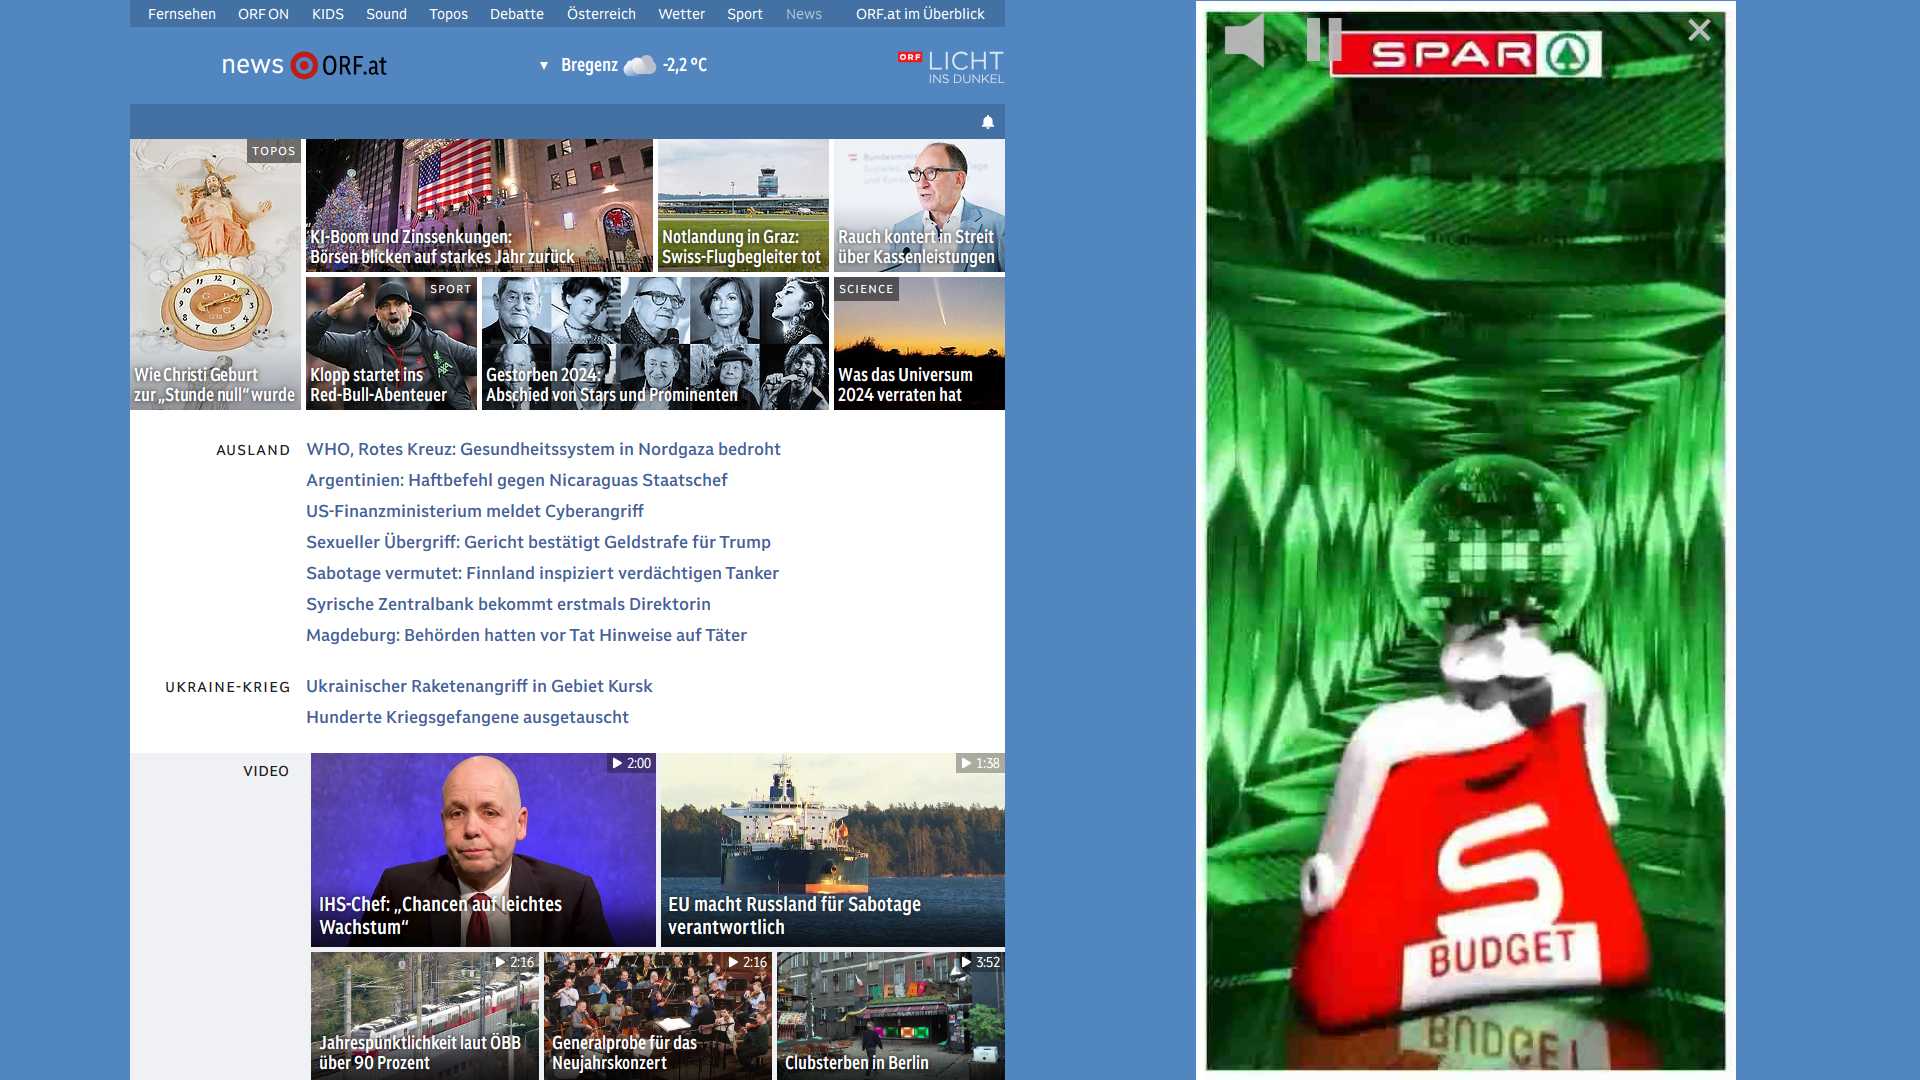 Fernsehen ORF ON KIDS Sound Topos Debatte Österreich Wetter Sport News ORF.at im Überblick
news ORF.at
▼ Bregenz -2,2 °C
ORF LICHT
INS DUNKEL
TOPOS
Wie Christi Geburt
zur „Stunde null“ wurde
KI-Boom und Zinssenkungen:
Börsen blicken auf starkes Jahr zurück
Notlandung in Graz:
Swiss-Flugbegleiter tot
Rauch kontert in Streit
über Kassenleistungen
SPORT
Klopp startet ins
Red-Bull-Abenteuer
Gestorben 2024:
Abschied von Stars und Prominenten
SCIENCE
Was das Universum
2024 verraten hat
AUSLAND
WHO, Rotes Kreuz: Gesundheitssystem in Nordgaza bedroht
Argentinien: Haftbefehl gegen Nicaraguas Staatschef
US-Finanzministerium meldet Cyberangriff
Sexueller Übergriff: Gericht bestätigt Geldstrafe für Trump
Sabotage vermutet: Finnland inspiziert verdächtigen Tanker
Syrische Zentralbank bekommt erstmals Direktorin
Magdeburg: Behörden hatten vor Tat Hinweise auf Täter
UKRAINE-KRIEG
Ukrainischer Raketenangriff in Gebiet Kursk
Hunderte Kriegsgefangene ausgetauscht
VIDEO
2:00
IHS-Chef: „Chancen auf leichtes
Wachstum“
1:38
EU macht Russland für Sabotage
verantwortlich
2:16
Jahrespünktlichkeit laut ÖBB
über 90 Prozent
2:16
Generalprobe für das
Neujahrskonzert
3:52
Clubsterben in Berlin
SPAR
S
BUDGET